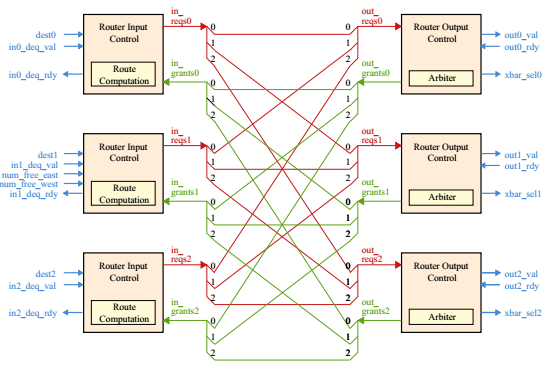 in_
reqs0
out_
reqs0
dest0
in0_deq_val
in0_deq_rdy
Router Input
Control
Route
Computation
0
1
2
0
1
2
Router Output
Control
Arbiter
out0_val
out0_rdy
xbar_sel0
in_
grants0
0
1
2
out_
grants0
0
1
2
dest1
in1_deq_val
num_free_east
num_free_west
in1_deq_rdy
Router Input
Control
Route
Computation
in_
reqs1
0
1
2
out_
reqs1
0
1
2
Router Output
Control
Arbiter
out1_val
out1_rdy
xbar_sel1
in_
grants1
0
1
2
out_
grants1
0
1
2
dest2
in2_deq_val
in2_deq_rdy
Router Input
Control
Route
Computation
in_
reqs2
0
1
2
out_
reqs2
0
1
2
Router Output
Control
Arbiter
out2_val
out2_rdy
xbar_sel2
in_
grants2
0
1
2
out_
grants2
0
1
2